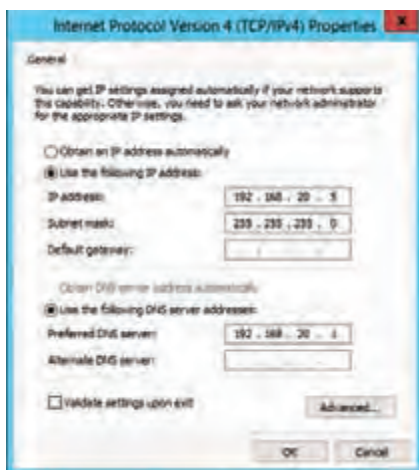 Internet Protocol Version 4 (TCP/IPv4) Properties
General
You can get IP settings assigned automatically if your network supports
this capability. Otherwise, you need to ask your network administrator
for the appropriate IP settings.
Obtain an IP address automatically
Use the following IP address:
IP address: 192 . 168 . 20 .
Subnet mask: 255 . 255 . 255 . 0
Default gateway:
Obtain DNS server address automatically
Use the following DNS server addresses:
Preferred DNS server: 192 . 168 . 20 .
Alternate DNS server:
Validate settings upon exit
Advanced...
OK Cancel